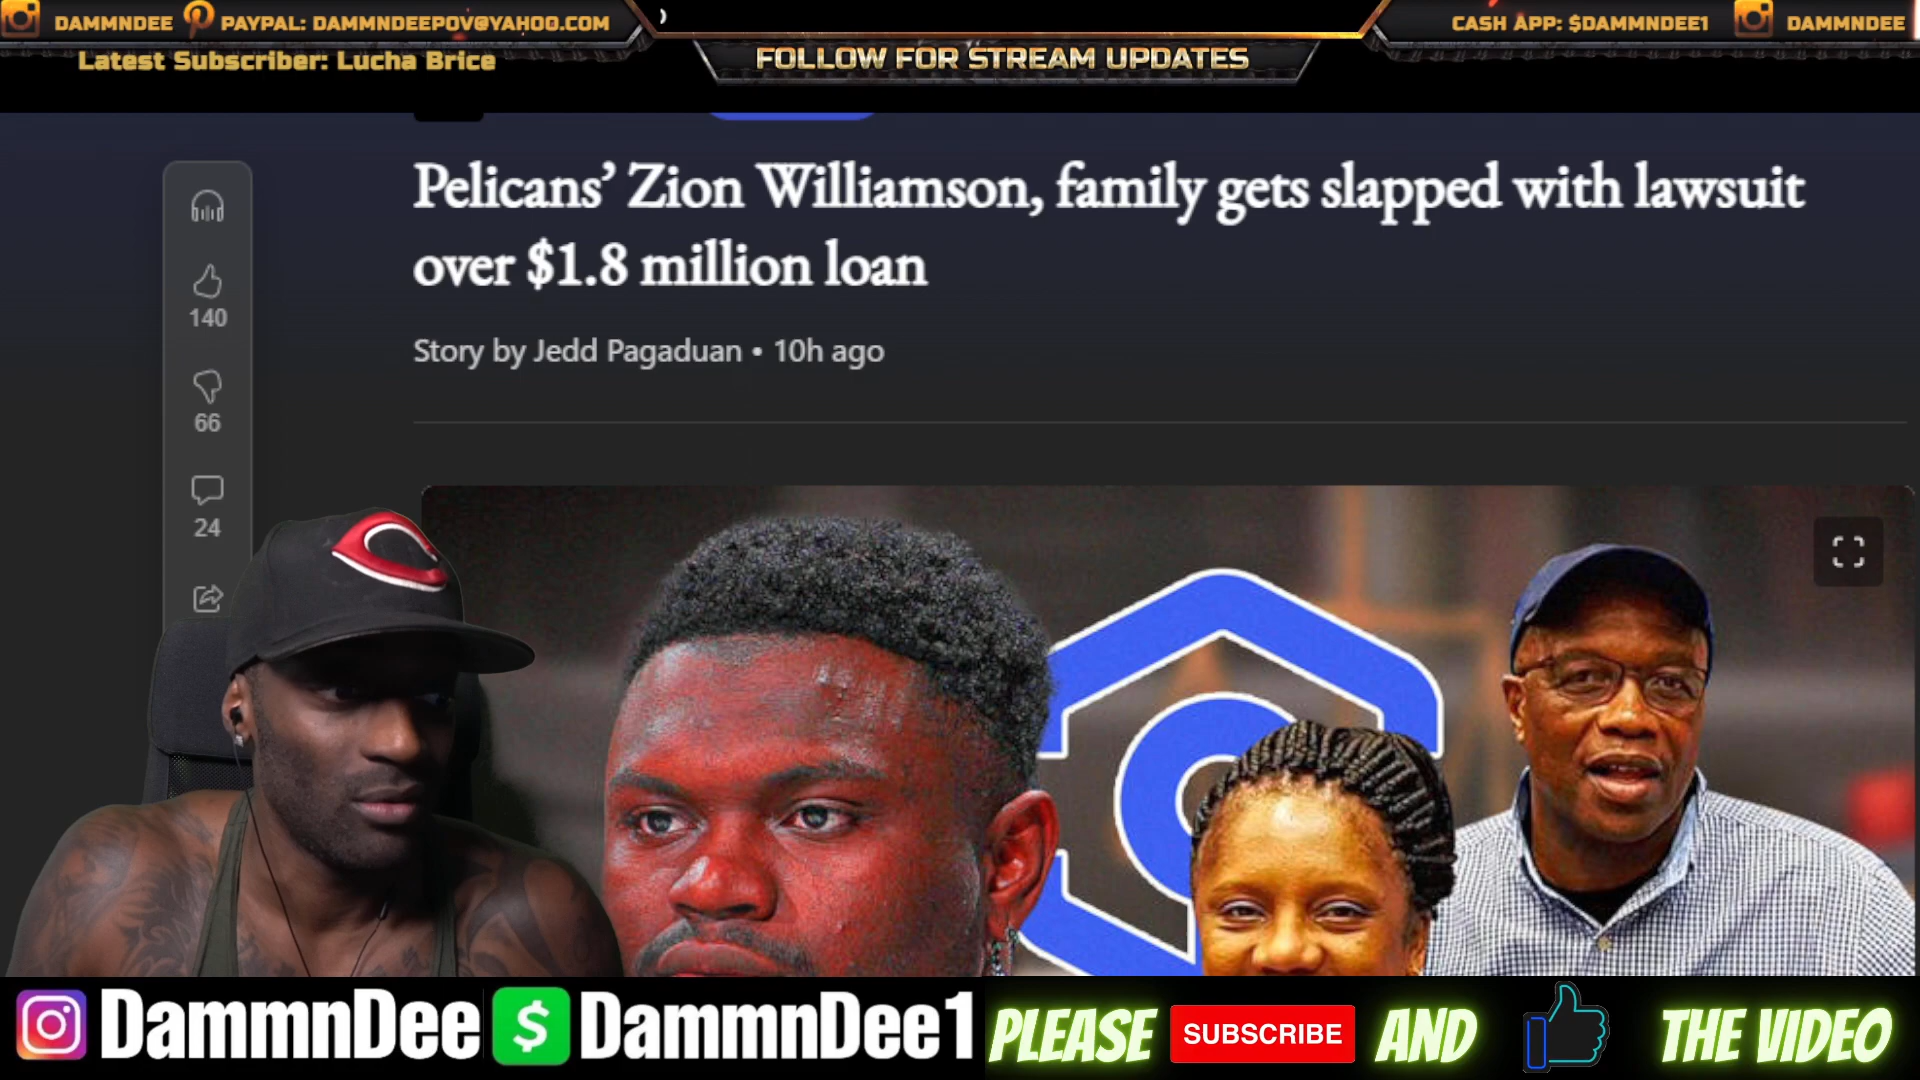 DAMMNDEE
PAYPAL: DAMMNDEEPOV@YAHOO.COM
CASH APP: $DAMMNDEE1
DAMMNDEE
Latest Subscriber: Lucha Brice
FOLLOW FOR STREAM UPDATES
Pelicans’ Zion Williamson, family gets slapped with lawsuit
over $1.8 million loan
Story by Jedd Pagaduan • 10h ago
140
66
24
DammnDee
$ DammnDee1
PLEASE SUBSCRIBE AND THE VIDEO